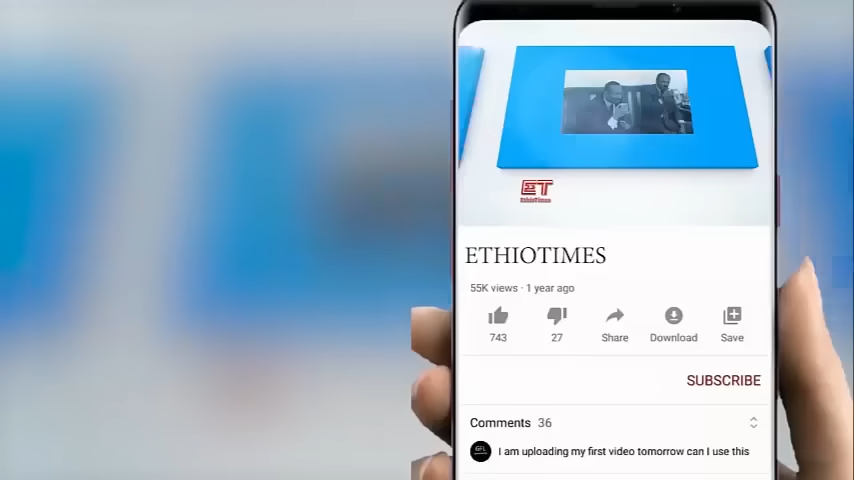 ET
EthioTimes
ETHIOTIMES
55K views · 1 year ago
743
27
Share
Download
Save
SUBSCRIBE
Comments 36
GFL
I am uploading my first video tomorrow can I use this